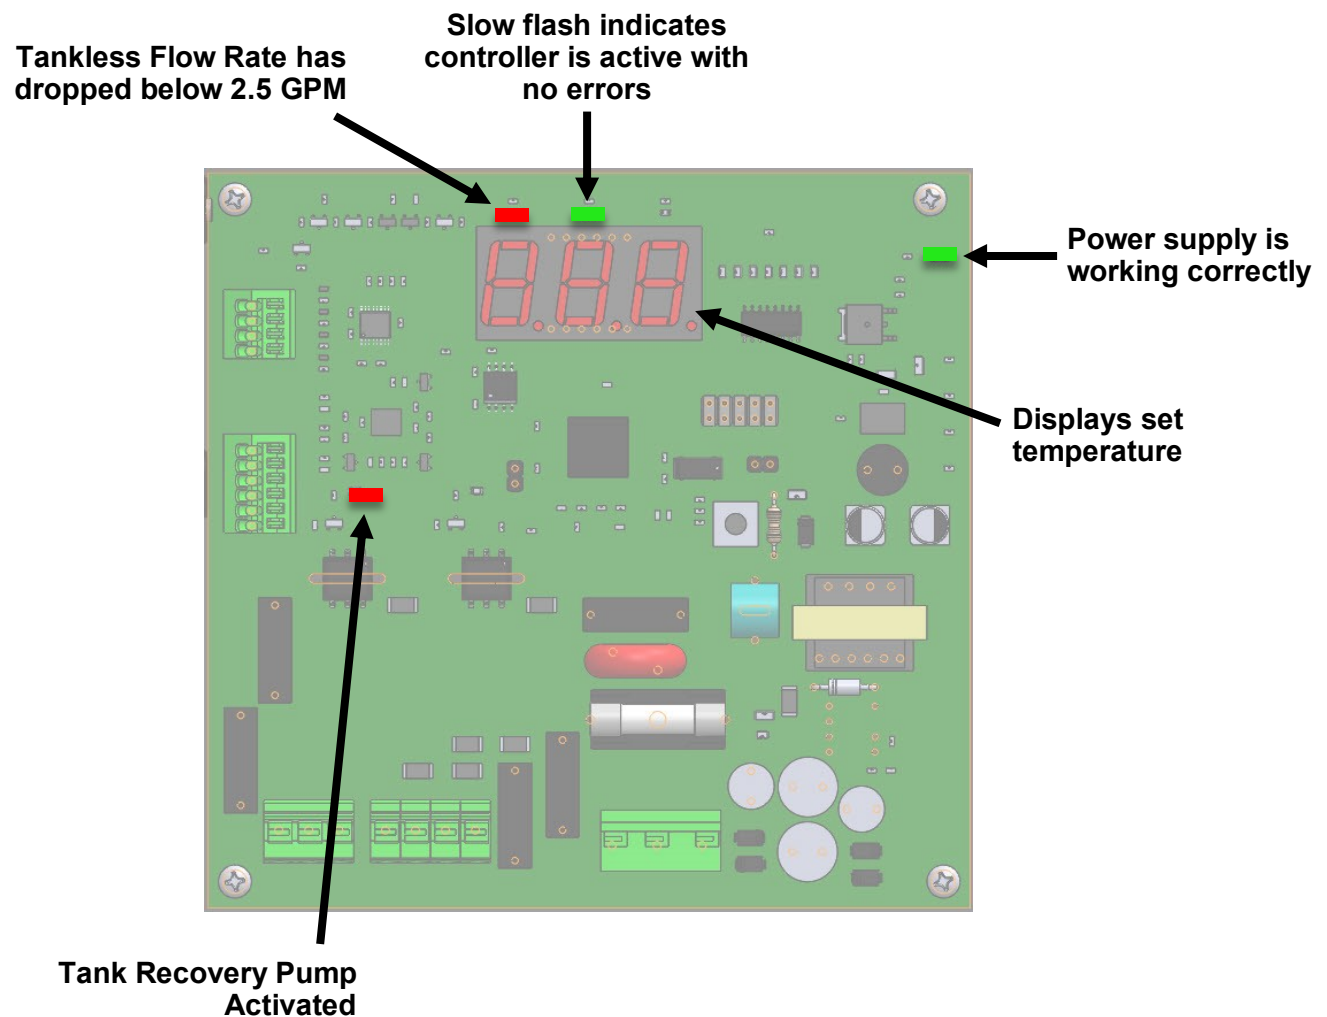 Slow flash indicates
controller is active with
no errors
Tankless Flow Rate has
dropped below 2.5 GPM
Power supply is
working correctly
Displays set
temperature
Tank Recovery Pump
Activated